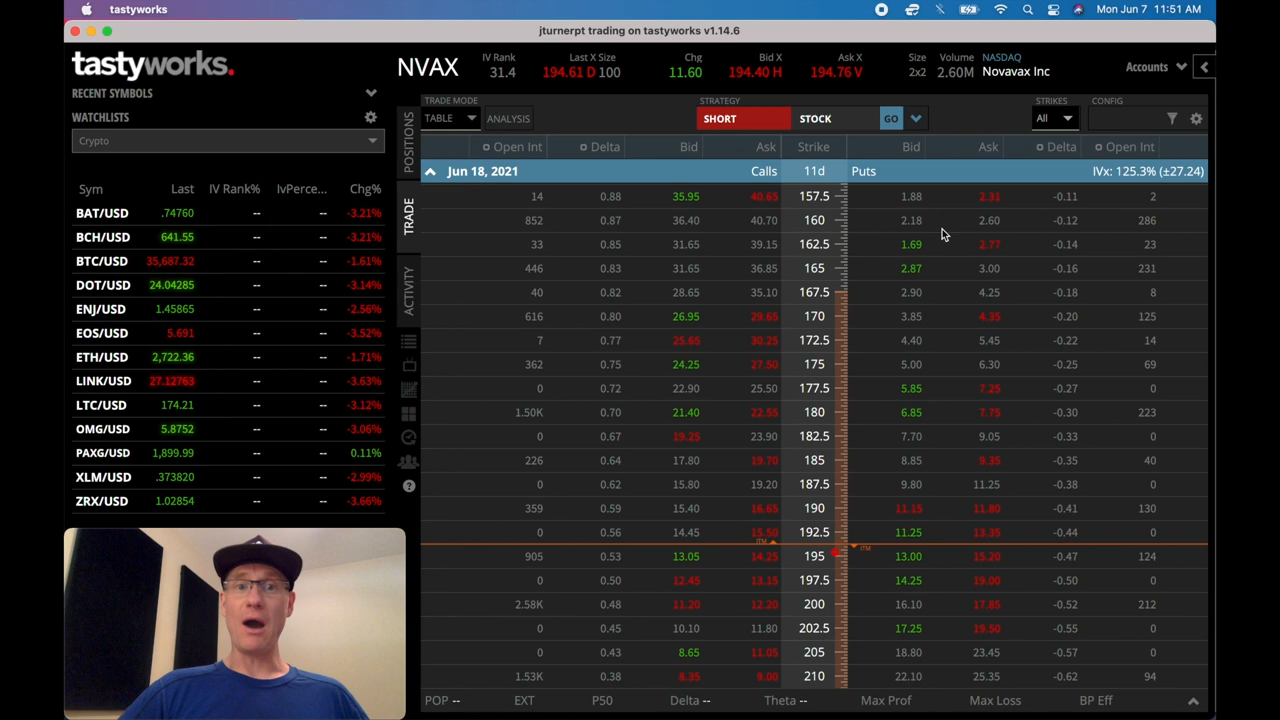 tastyworks
Mon Jun 7 11:51 AM
jturnerpt trading on tastyworks v1.14.6
tastyworks.
NVAX
IV Rank
31.4
Last X Size
194.61 D 100
Chg
11.60
Bid X
194.40 H
Ask X
194.76 V
Size
2x2
Volume
2.60M
NASDAQ
Novavax Inc
Accounts
RECENT SYMBOLS
WATCHLISTS
Crypto
Sym Last IV Rank% IvPerce... Chg%
BAT/USD .74760 -- -- -3.21%
BCH/USD 641.55 -- -- -3.21%
BTC/USD 35,687.32 -- -- -1.61%
DOT/USD 24.04285 -- -- -3.14%
ENJ/USD 1.45865 -- -- -2.56%
EOS/USD 5.691 -- -- -3.52%
ETH/USD 2,722.36 -- -- -1.71%
LINK/USD 27.12763 -- -- -3.63%
LTC/USD 174.21 -- -- -3.12%
OMG/USD 5.8752 -- -- -3.06%
PAXG/USD 1,899.99 -- -- 0.11%
XLM/USD .373820 -- -- -2.99%
ZRX/USD 1.02854 -- -- -3.66%
POSITIONS
TRADE
ACTIVITY
TRADE MODE
TABLE ANALYSIS
STRATEGY
SHORT STOCK GO
STRIKES
All
CONFIG
Open Int Delta Bid Ask Strike Bid Ask Delta Open Int
Jun 18, 2021 Calls 11d Puts IVx: 125.3% (±27.24)
14 0.88 35.95 40.65 157.5 1.88 2.31 -0.11 2
852 0.87 36.40 40.70 160 2.18 2.60 -0.12 286
33 0.85 31.65 39.15 162.5 1.69 2.77 -0.14 23
446 0.83 31.65 36.85 165 2.87 3.00 -0.16 231
40 0.82 28.65 35.10 167.5 2.90 4.25 -0.18 8
616 0.80 26.95 29.65 170 3.85 4.35 -0.20 125
7 0.77 25.65 30.25 172.5 4.40 5.45 -0.22 14
362 0.75 24.25 27.50 175 5.00 6.30 -0.25 69
0 0.72 22.90 25.50 177.5 5.85 7.25 -0.27 0
1.50K 0.70 21.40 22.55 180 6.85 7.75 -0.30 223
0 0.67 19.25 23.90 182.5 7.70 9.05 -0.33 0
226 0.64 17.80 19.70 185 8.85 9.35 -0.35 40
0 0.62 15.80 19.20 187.5 9.80 11.25 -0.38 0
359 0.59 15.40 16.65 190 11.15 11.80 -0.41 130
0 0.56 14.45 15.50 192.5 11.25 13.35 -0.44 0
ITM ITM
905 0.53 13.05 14.25 195 13.00 15.20 -0.47 124
0 0.50 12.45 13.15 197.5 14.25 19.00 -0.50 0
2.58K 0.48 11.20 12.20 200 16.10 17.85 -0.52 212
0 0.45 10.10 11.80 202.5 17.25 19.50 -0.55 0
0 0.43 8.65 11.05 205 18.80 23.45 -0.57 0
1.53K 0.38 8.35 9.00 210 22.10 25.35 -0.62 94
POP -- EXT P50 Delta -- Theta -- Max Prof Max Loss BP Eff